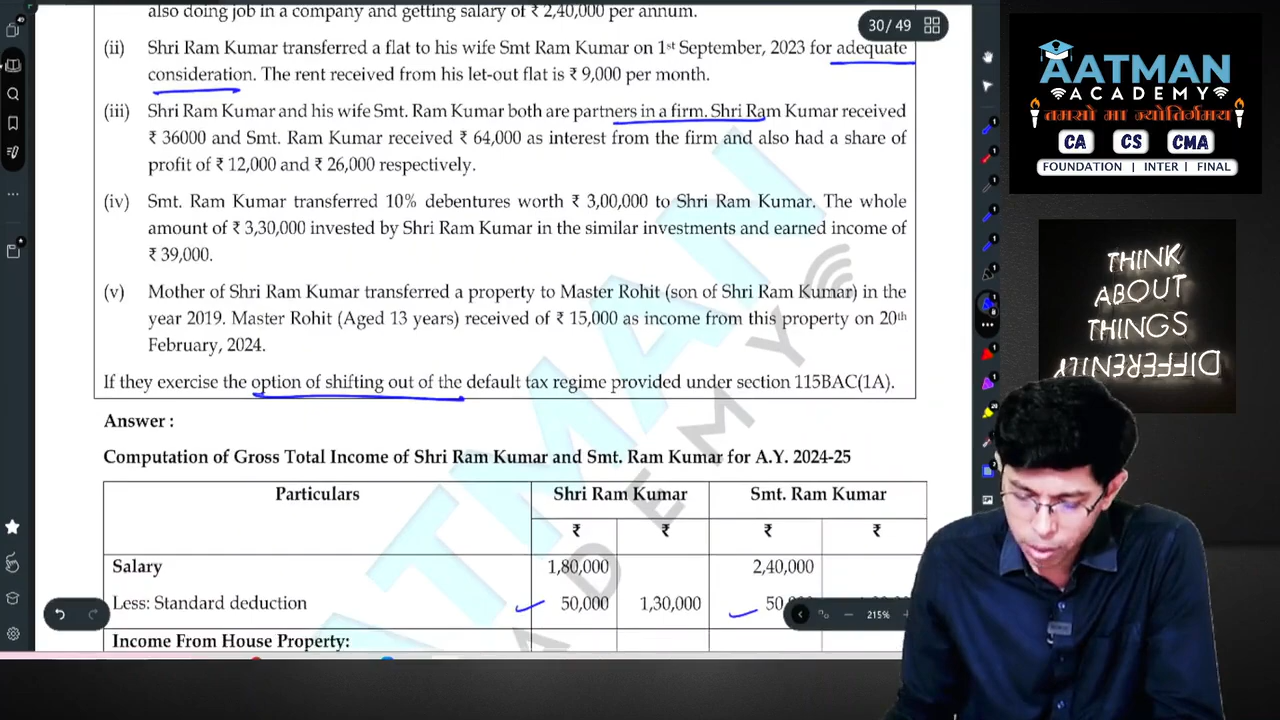 also doing job in a company and getting salary of ₹ 2,40,000 per annum.
30/49
(ii) Shri Ram Kumar transferred a flat to his wife Smt Ram Kumar on 1st September, 2023 for adequate
consideration. The rent received from his let-out flat is ₹ 9,000 per month.
(iii) Shri Ram Kumar and his wife Smt. Ram Kumar both are partners in a firm. Shri Ram Kumar received
₹ 36000 and Smt. Ram Kumar received ₹ 64,000 as interest from the firm and also had a share of
profit of ₹ 12,000 and ₹ 26,000 respectively.
(iv) Smt. Ram Kumar transferred 10% debentures worth ₹ 3,00,000 to Shri Ram Kumar. The whole
amount of ₹ 3,30,000 invested by Shri Ram Kumar in the similar investments and earned income of
₹ 39,000.
(v) Mother of Shri Ram Kumar transferred a property to Master Rohit (son of Shri Ram Kumar) in the
year 2019. Master Rohit (Aged 13 years) received of ₹ 15,000 as income from this property on 20th
February, 2024.
If they exercise the option of shifting out of the default tax regime provided under section 115BAC(1A).
Answer :
Computation of Gross Total Income of Shri Ram Kumar and Smt. Ram Kumar for A.Y. 2024-25
Particulars Shri Ram Kumar Smt. Ram Kumar
₹ ₹ ₹ ₹
Salary 1,80,000 2,40,000
Less: Standard deduction 50,000 1,30,000
215%
Income From House Property:
AATMAN
ACADEMY
तमसो मा ज्योतिर्गमय
CA CS CMA
FOUNDATION | INTER | FINAL
THINK
ABOUT
THINGS
DIFFERENTLY